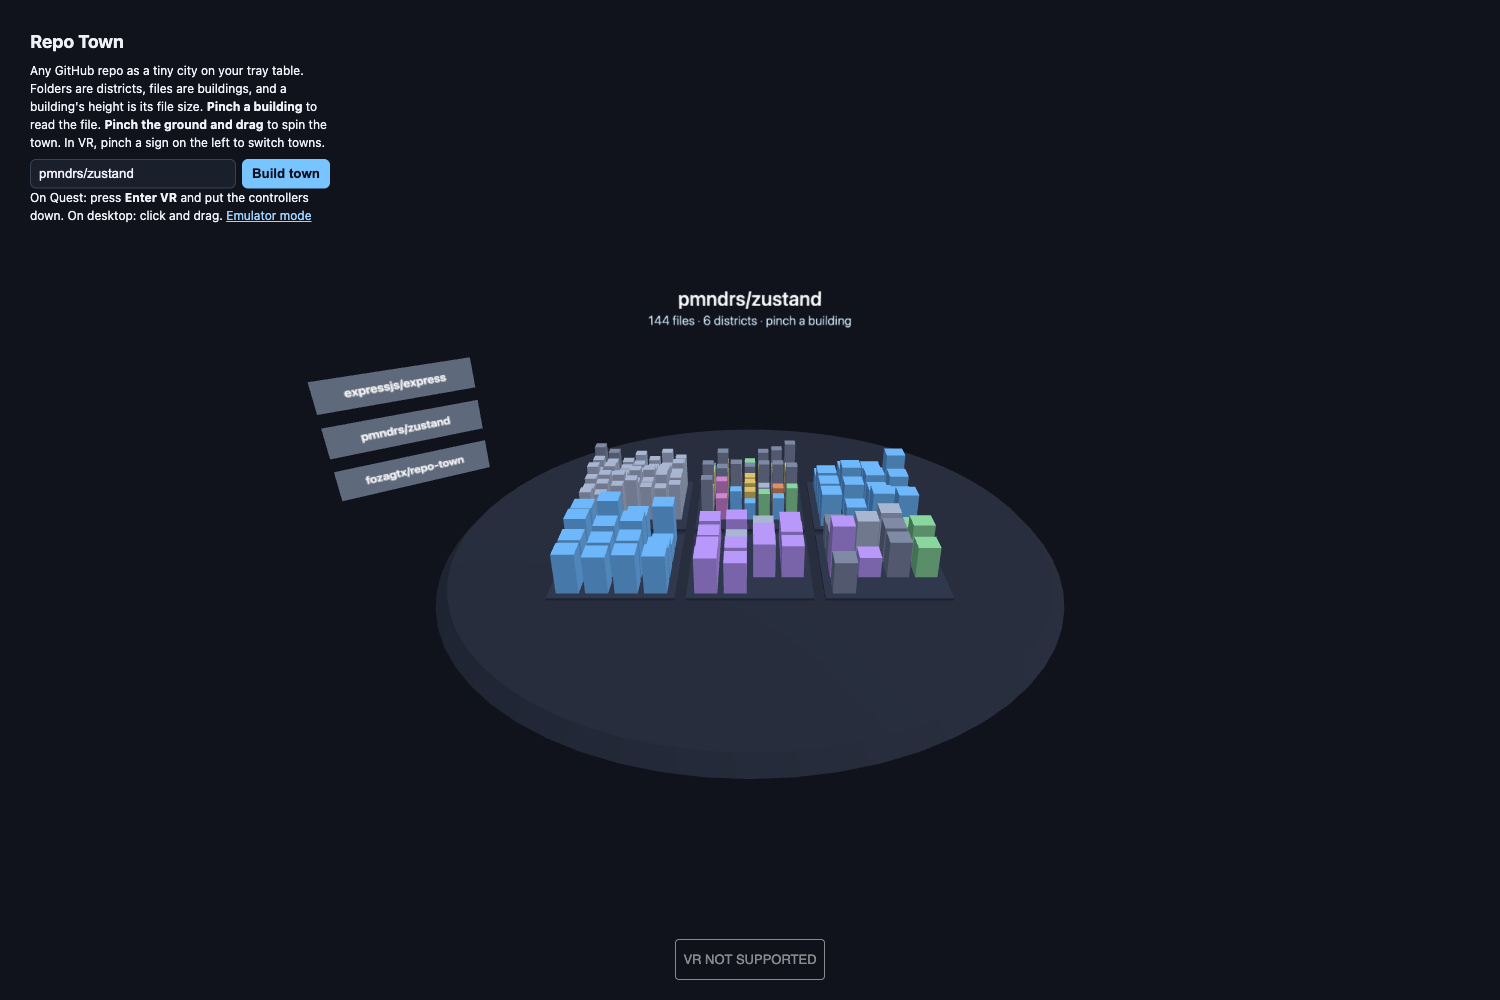 Repo Town
Any GitHub repo as a tiny city on your tray table.
Folders are districts, files are buildings, and a
building's height is its file size. Pinch a building to
read the file. Pinch the ground and drag to spin the
town. In VR, pinch a sign on the left to switch towns.
pmndrs/zustand
Build town
On Quest: press Enter VR and put the controllers
down. On desktop: click and drag. Emulator mode
pmndrs/zustand
144 files · 6 districts · pinch a building
expressjs/express
pmndrs/zustand
fozagtx/repo-town
VR NOT SUPPORTED